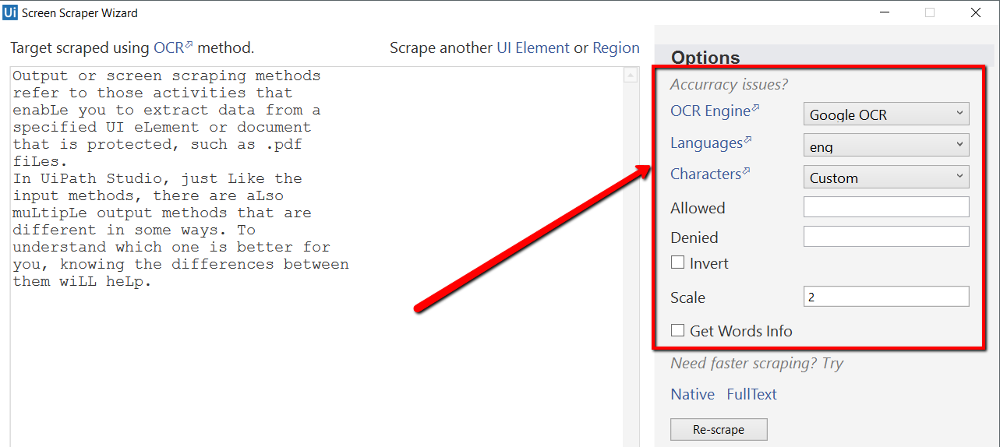 Ui Screen Scraper Wizard
Target scraped using OCR method.
Scrape another UI Element or Region
Output or screen scraping methods
refer to those activities that
enabLe you to extract data from a
specified UI eLement or document
that is protected, such as .pdf
fiLes.
In UiPath Studio, just Like the
input methods, there are aLso
muLtipLe output methods that are
different in some ways. To
understand which one is better for
you, knowing the differences between
them wiLL heLp.
Options
Accurracy issues?
OCR Engine Google OCR
Languages eng
Characters Custom
Allowed
Denied
Invert
Scale 2
Get Words Info
Need faster scraping? Try
Native FullText
Re-scrape